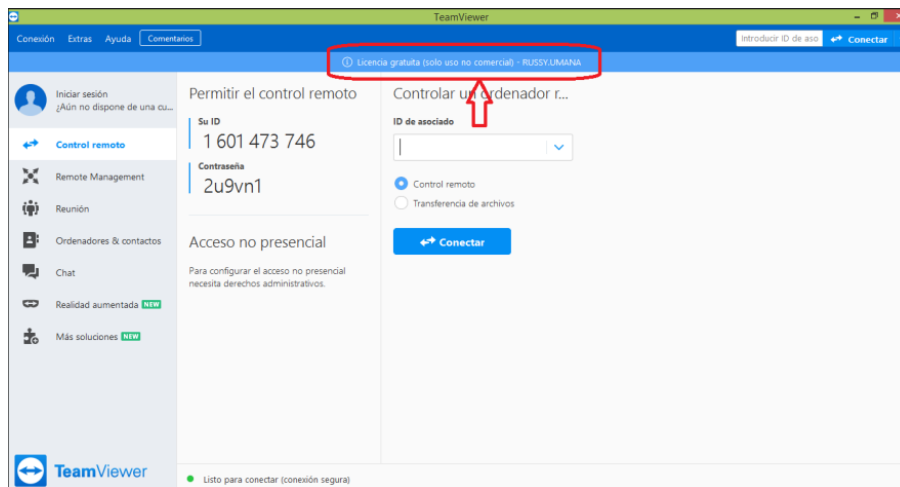 TeamViewer
Conexión Extras Ayuda Comentarios
Introducir ID de aso
Conectar
Licencia gratuita (solo uso no comercial) - RUSSY.UMANA
Iniciar sesión
¿Aún no dispone de una cu...
Control remoto
Remote Management
Reunión
Ordenadores & contactos
Chat
Realidad aumentada NEW
Más soluciones NEW
TeamViewer
Permitir el control remoto
Su ID
1 601 473 746
Contraseña
2u9vn1
Acceso no presencial
Para configurar el acceso no presencial
necesita derechos administrativos.
Controlar un ordenador r...
ID de asociado
Control remoto
Transferencia de archivos
Conectar
Listo para conectar (conexión segura)